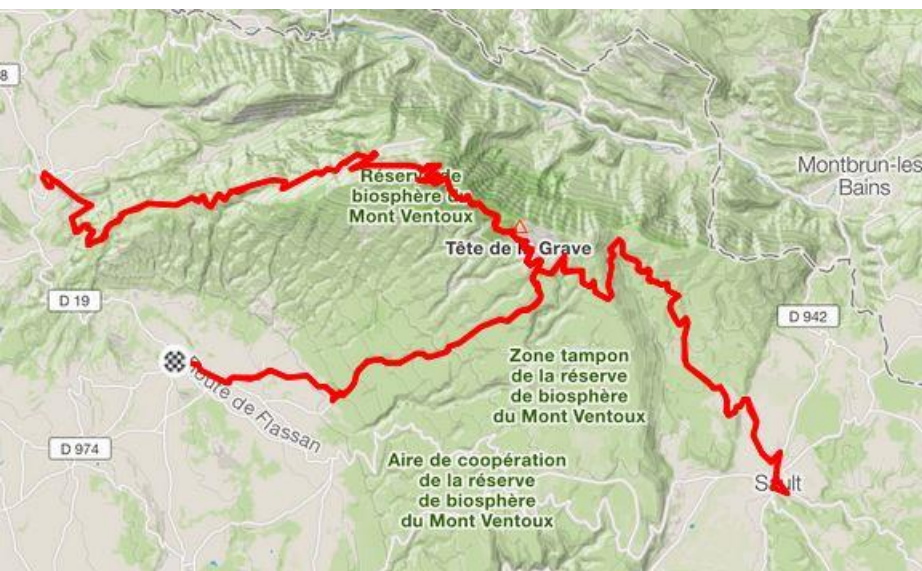 8
Montbrun-les
Bains
Réserve de
biosphère du
Mont Ventoux
Tête de la Grave
D 19
D 942
Route de Flassan
Zone tampon
de la réserve
de biosphère
du Mont Ventoux
D 974
Aire de coopération
de la réserve
de biosphère
du Mont Ventoux
Sault